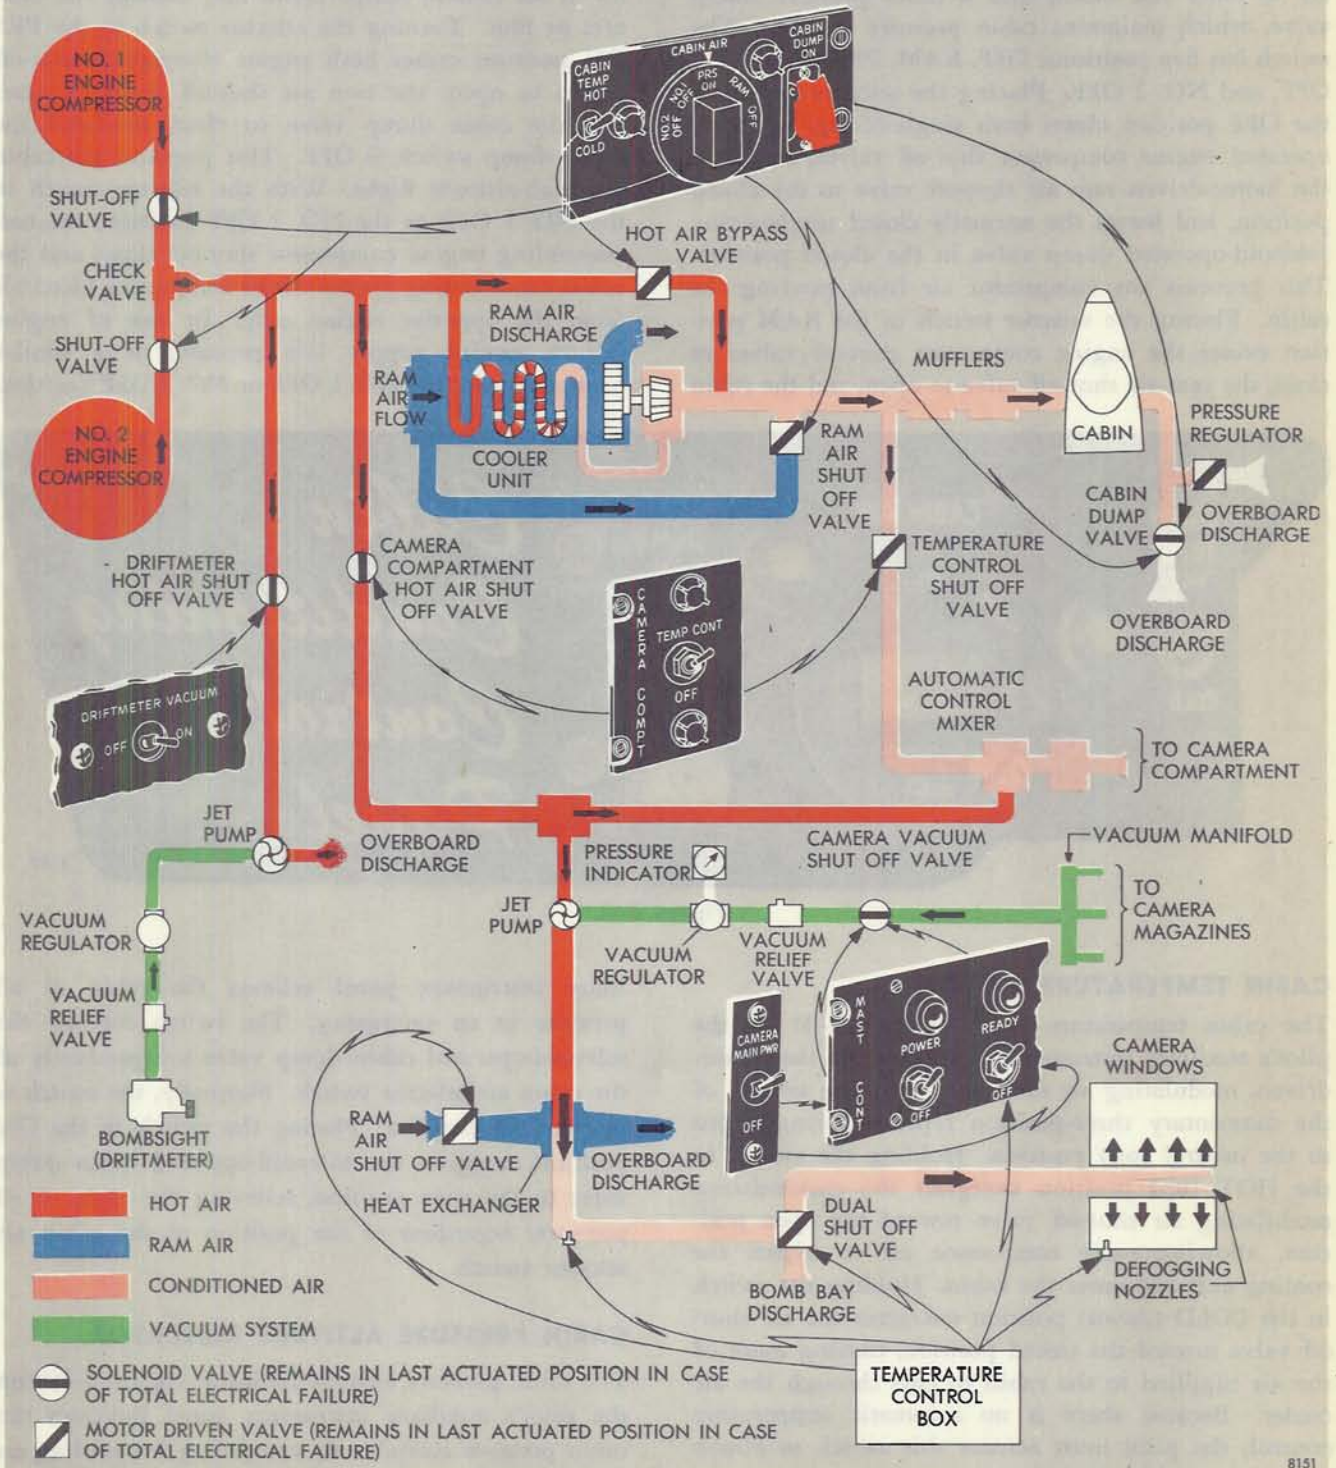 NO. 1
ENGINE
COMPRESSOR
SHUT-OFF
VALVE
CHECK
VALVE
SHUT-OFF
VALVE
NO. 2
ENGINE
COMPRESSOR
CABIN
TEMP
HOT
COLD
CABIN AIR
NO. 2
OFF
NO. 1
OFF
PRS
ON
RAM
OFF
CABIN
DUMP
ON
HOT AIR BYPASS
VALVE
RAM AIR
DISCHARGE
RAM
AIR
FLOW
COOLER
UNIT
MUFFLERS
RAM
AIR
SHUT
OFF
VALVE
CABIN
PRESSURE
REGULATOR
CABIN
DUMP
VALVE
OVERBOARD
DISCHARGE
OVERBOARD
DISCHARGE
DRIFTMETER
HOT AIR SHUT
OFF VALVE
CAMERA
COMPARTMENT
HOT AIR SHUT
OFF VALVE
CAMERA COMPT
TEMP CONT
OFF
TEMPERATURE
CONTROL
SHUT OFF
VALVE
DRIFTMETER VACUUM
OFF
ON
AUTOMATIC
CONTROL
MIXER
TO CAMERA
COMPARTMENT
JET
PUMP
OVERBOARD
DISCHARGE
PRESSURE
INDICATOR
CAMERA VACUUM
SHUT OFF VALVE
VACUUM MANIFOLD
TO
CAMERA
MAGAZINES
JET
PUMP
VACUUM
REGULATOR
VACUUM
RELIEF
VALVE
VACUUM
REGULATOR
VACUUM
RELIEF
VALVE
BOMBSIGHT
(DRIFTMETER)
CAMERA
MAIN PWR
OFF
MAST CONT
POWER
OFF
READY
OFF
CAMERA
WINDOWS
RAM
AIR
SHUT OFF VALVE
HEAT EXCHANGER
OVERBOARD
DISCHARGE
DUAL
SHUT OFF
VALVE
BOMB BAY
DISCHARGE
DEFOGGING
NOZZLES
TEMPERATURE
CONTROL
BOX
HOT AIR
RAM AIR
CONDITIONED AIR
VACUUM SYSTEM
SOLENOID VALVE (REMAINS IN LAST ACTUATED POSITION IN CASE
OF TOTAL ELECTRICAL FAILURE)
MOTOR DRIVEN VALVE (REMAINS IN LAST ACTUATED POSITION IN CASE
OF TOTAL ELECTRICAL FAILURE)
8151